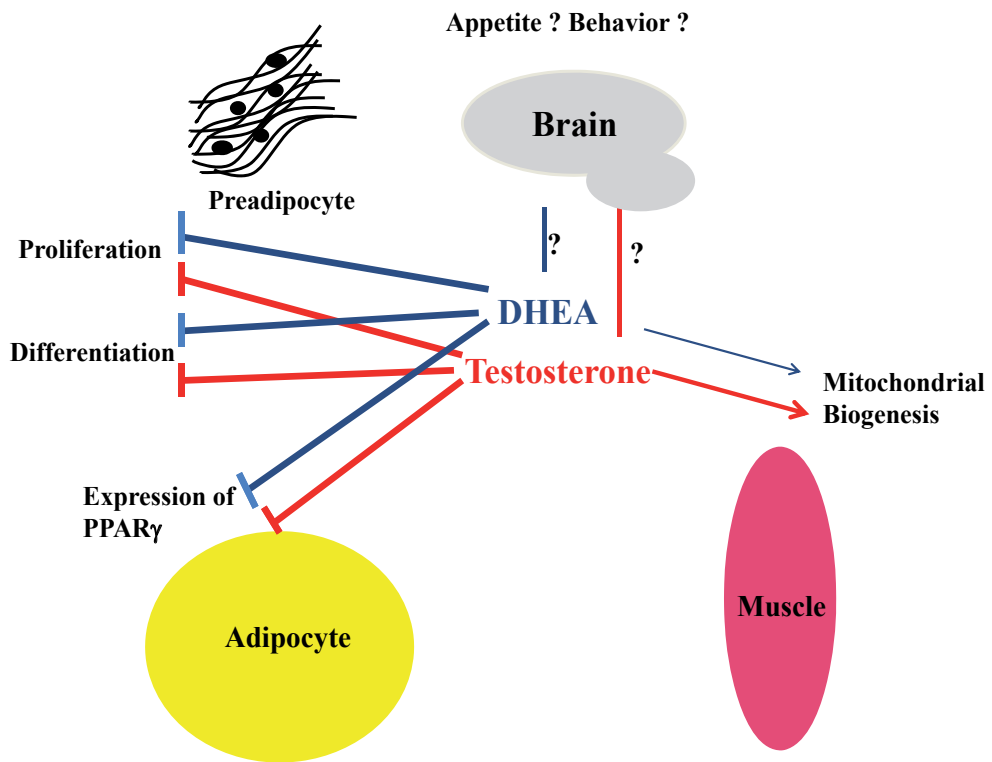 Appetite ? Behavior ?
Brain
Preadipocyte
Proliferation
?
?
DHEA
Differentiation
Testosterone
Mitochondrial
Biogenesis
Expression of
PPARγ
Muscle
Adipocyte